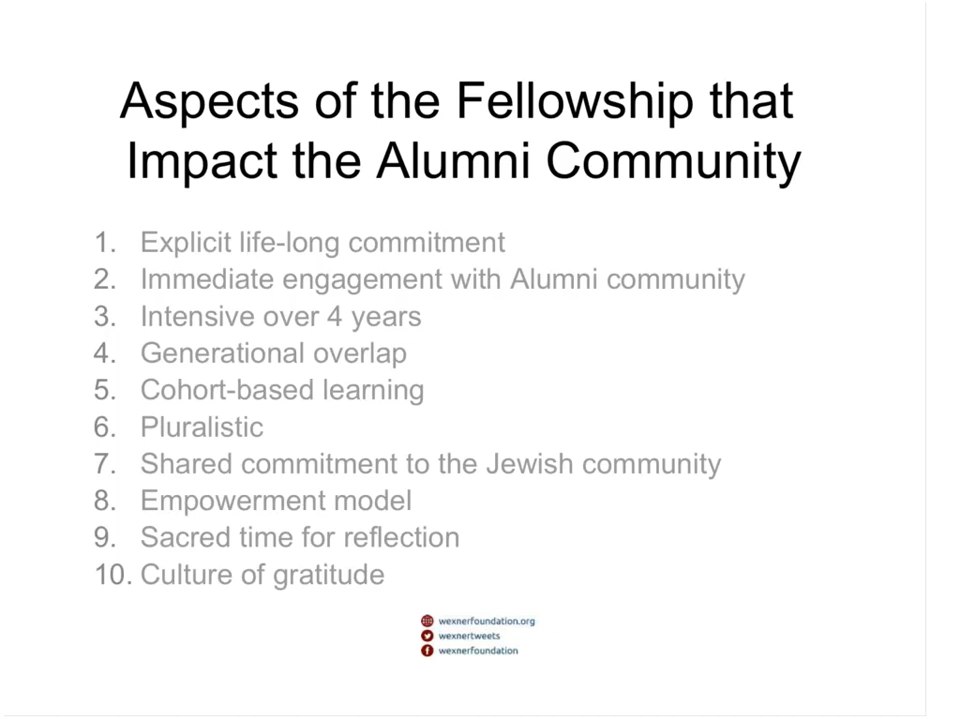 Aspects of the Fellowship that
Impact the Alumni Community
1. Explicit life-long commitment
2. Immediate engagement with Alumni community
3. Intensive over 4 years
4. Generational overlap
5. Cohort-based learning
6. Pluralistic
7. Shared commitment to the Jewish community
8. Empowerment model
9. Sacred time for reflection
10. Culture of gratitude
wexnerfoundation.org
wexnertweets
wexnerfoundation